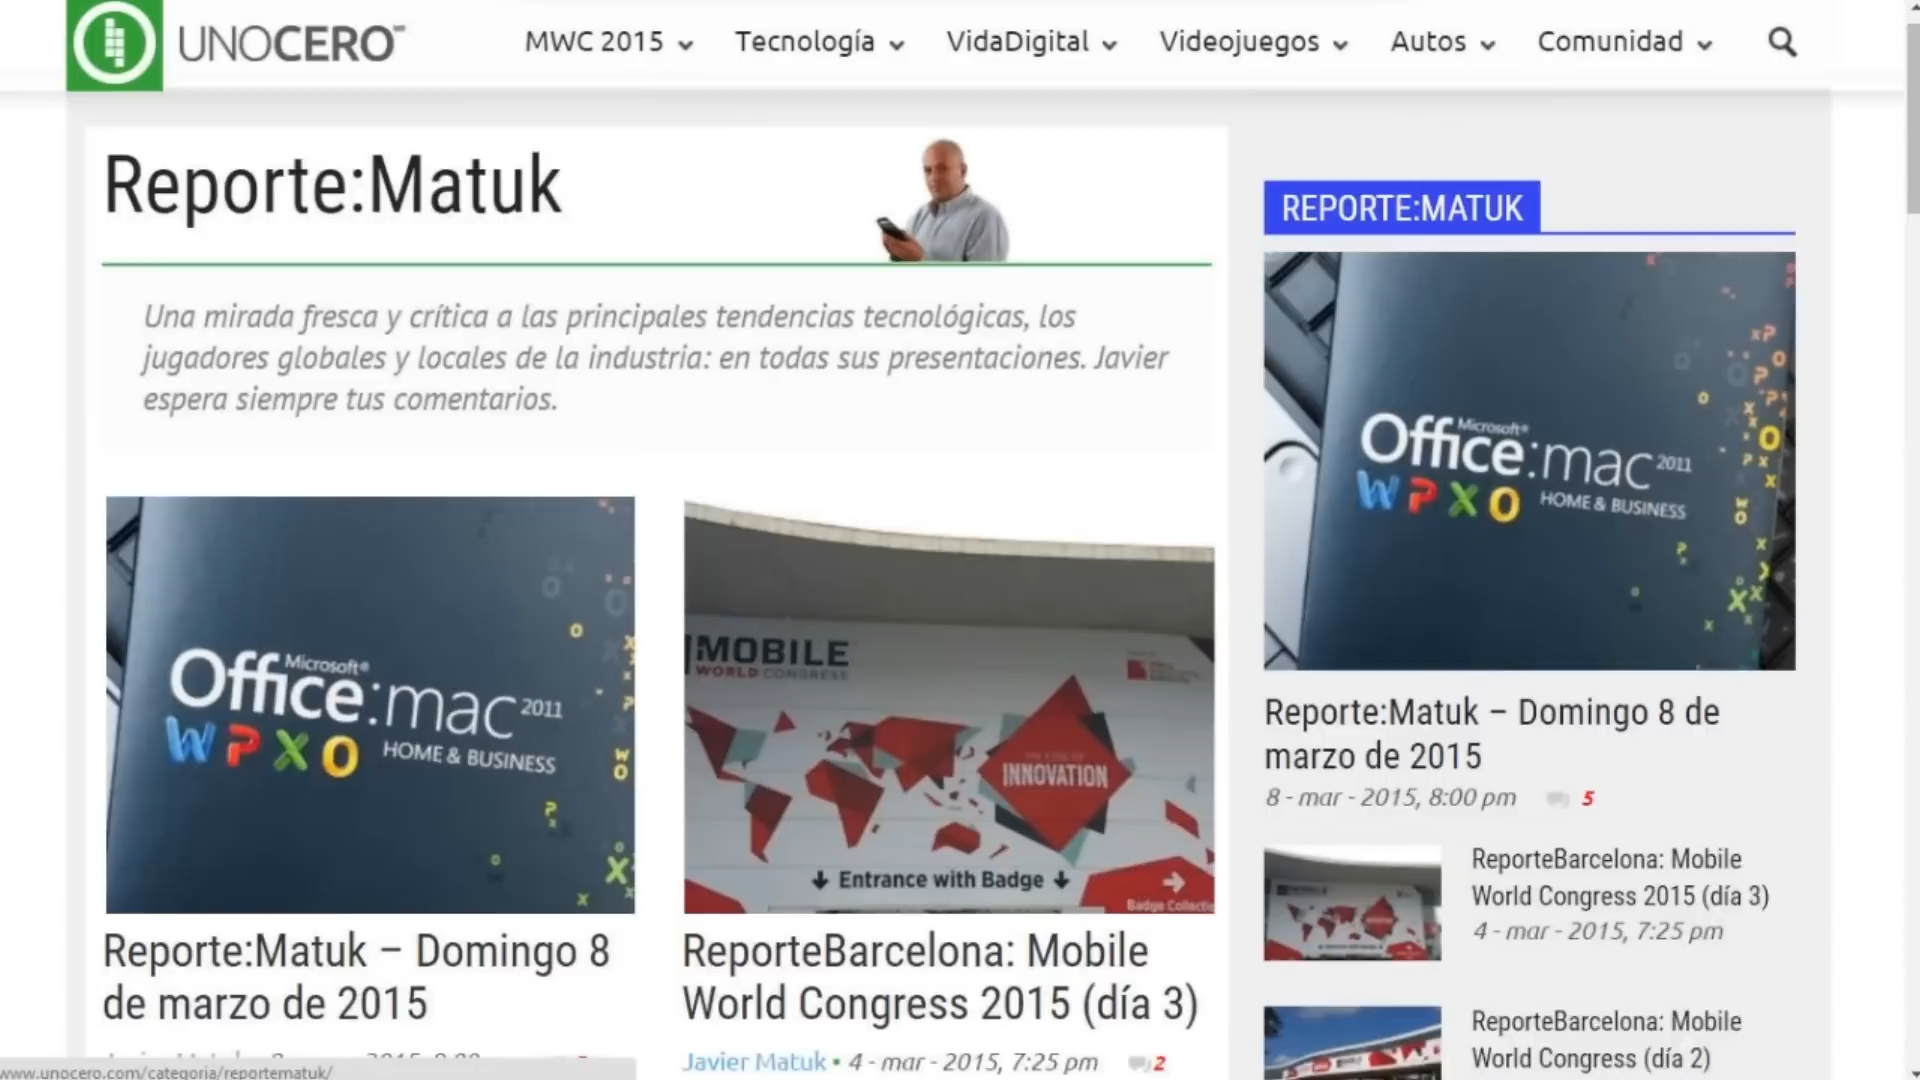 UNOCERO
MWC 2015
Tecnología
VidaDigital
Videojuegos
Autos
Comunidad
Reporte:Matuk
Una mirada fresca y crítica a las principales tendencias tecnológicas, los
jugadores globales y locales de la industria: en todas sus presentaciones. Javier
espera siempre tus comentarios.
Microsoft®
Office:mac 2011
W P X O HOME & BUSINESS
Reporte:Matuk – Domingo 8
de marzo de 2015
MOBILE
WORLD CONGRESS
INNOVATION
Entrance with Badge
Badge Collection
ReporteBarcelona: Mobile
World Congress 2015 (día 3)
Javier Matuk • 4 - mar - 2015, 7:25 pm 2
REPORTE:MATUK
Microsoft®
Office:mac 2011
W P X O HOME & BUSINESS
Reporte:Matuk – Domingo 8 de
marzo de 2015
8 - mar - 2015, 8:00 pm 5
ReporteBarcelona: Mobile
World Congress 2015 (día 3)
4 - mar - 2015, 7:25 pm
ReporteBarcelona: Mobile
World Congress (día 2)
www.unocero.com/categoria/reportematuk/